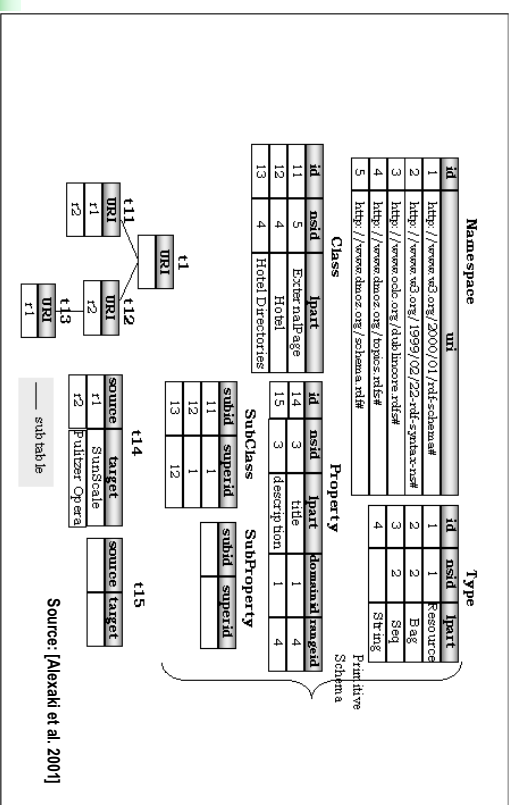 Namespace
id uri
1 http://www.w3.org/2000/01/rdf-schema#
2 http://www.w3.org/1999/02/22-rdf-syntax-ns#
3 http://www.oclc.org/dublincore.rdfs#
4 http://www.dmoz.org/topics.rdfs#
5 http://www.dmoz.org/schema.rdf#
Type
id nsid lpart
1 1 Resource
2 2 Bag
3 2 Seq
4 String
Class
id nsid lpart
11 5 ExternalPage
12 4 Hotel
13 4 Hotel Directories
Property
id nsid lpart domainid rangeid
14 3 title 1 4
15 3 description 1 4
Primitive
Schema
SubClass
subid superid
11 1
12 1
13 12
SubProperty
subid superid
t1
URI
t11
URI
r1
r2
t12
URI
r2
t13
URI
r1
t14
source target
r1 SunScale
r2 Pulitzer Opera
t15
source target
subtable
Source: [Alexaki et al. 2001]